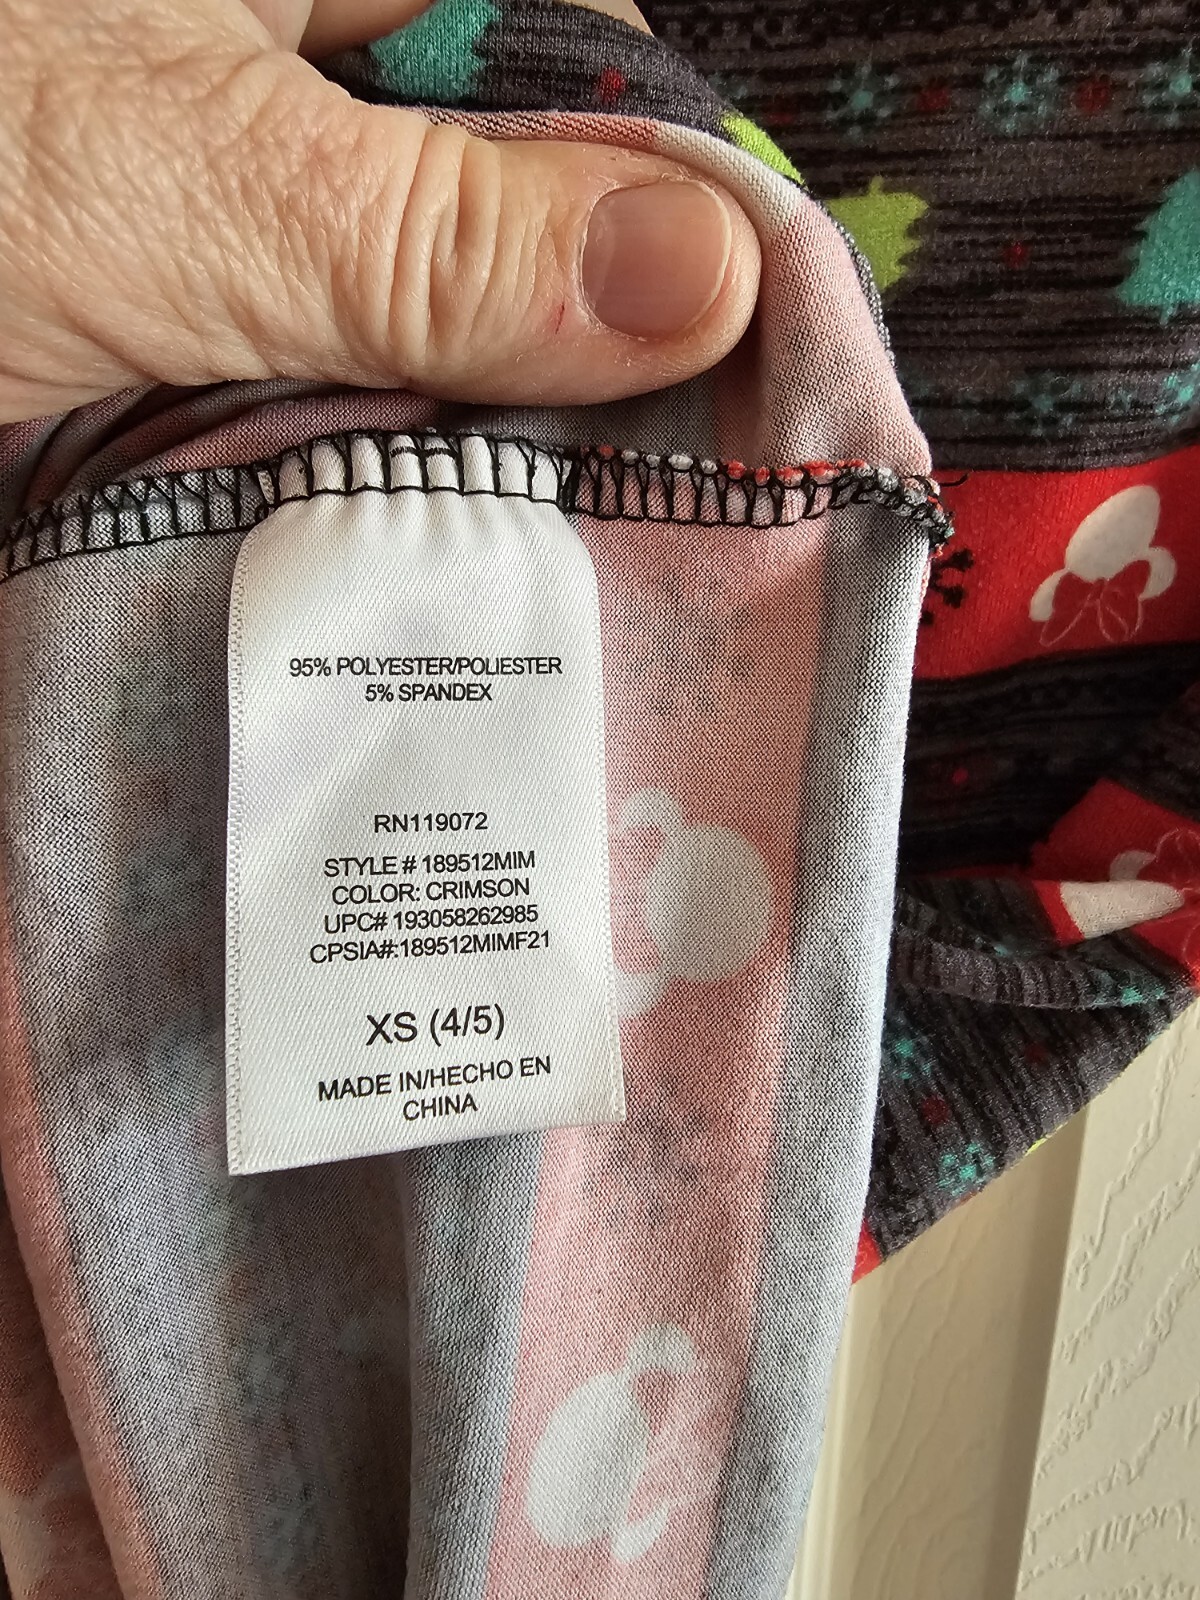 95% POLYESTER/POLIESTER
5% SPANDEX
RN119072
STYLE # 189512MIM
COLOR: CRIMSON
UPC# 193058262985
CPSIA#:189512MIMF21
XS (4/5)
MADE IN/HECHO EN
CHINA